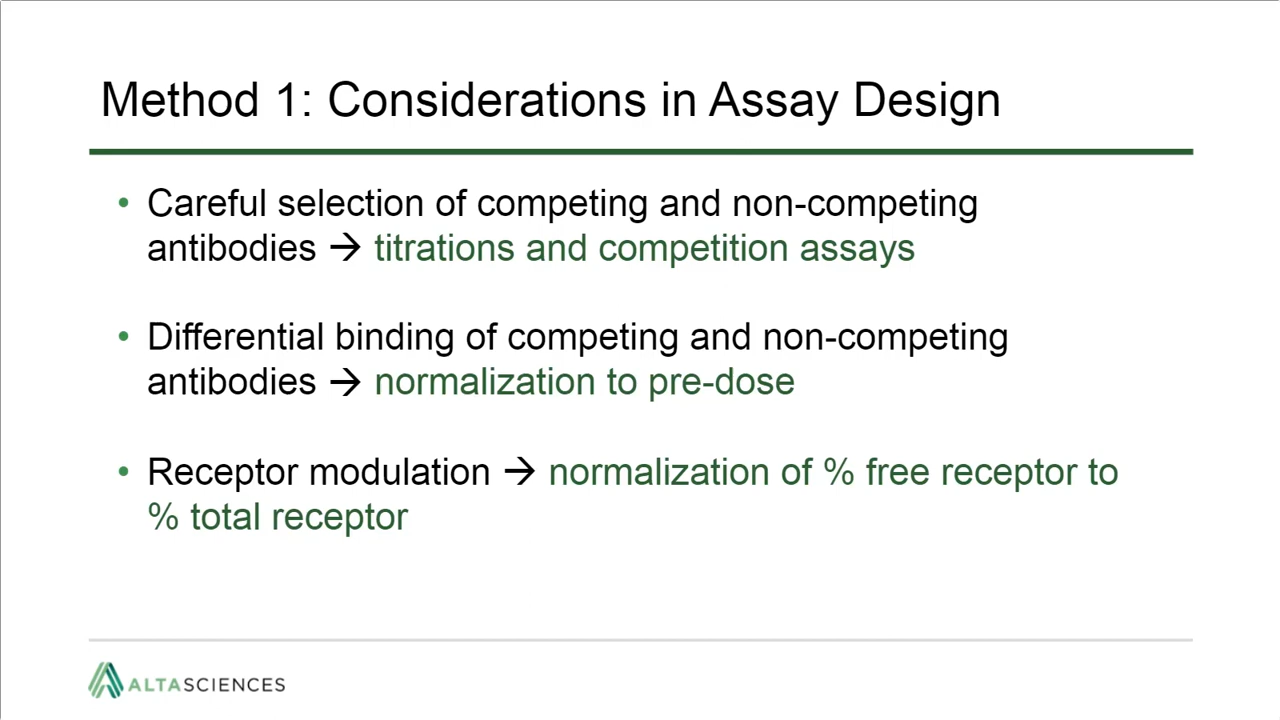 Method 1: Considerations in Assay Design
• Careful selection of competing and non-competing
antibodies → titrations and competition assays
• Differential binding of competing and non-competing
antibodies → normalization to pre-dose
• Receptor modulation → normalization of % free receptor to
% total receptor
ALTASCIENCES